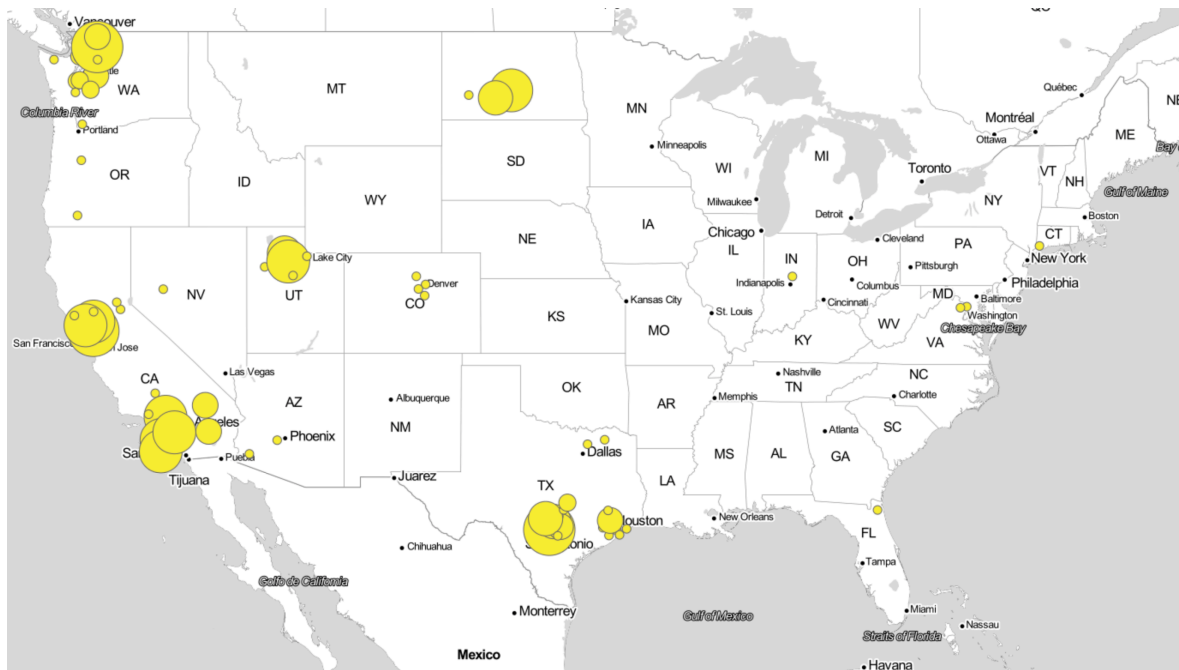 QC
Vancouver
WA
Columbia River
Portland
OR
ID
MT
WY
NV
UT
Lake City
Denver
CO
San Francisco
Jose
CA
Las Vegas
AZ
Phoenix
Albuquerque
NM
Tijuana
Juarez
Chihuahua
Golfo de California
Monterrey
Mexico
SD
NE
KS
OK
TX
Dallas
MN
Minneapolis
IA
WI
Milwaukee
Chicago
IL
MI
Detroit
IN
Indianapolis
OH
Columbus
Cincinnati
Cleveland
Kansas City
MO
St. Louis
KY
WV
VA
Nashville
TN
Memphis
AR
MS
AL
GA
Atlanta
NC
Charlotte
SC
LA
New Orleans
FL
Tampa
Miami
Nassau
Havana
Gulf of Mexico
Straits of Florida
Québec
Montréal
Ottawa
Toronto
ME
VT
NH
NY
Boston
CT
New York
PA
Pittsburgh
Philadelphia
MD
Baltimore
Washington
Chesapeake Bay
Gulf of Maine